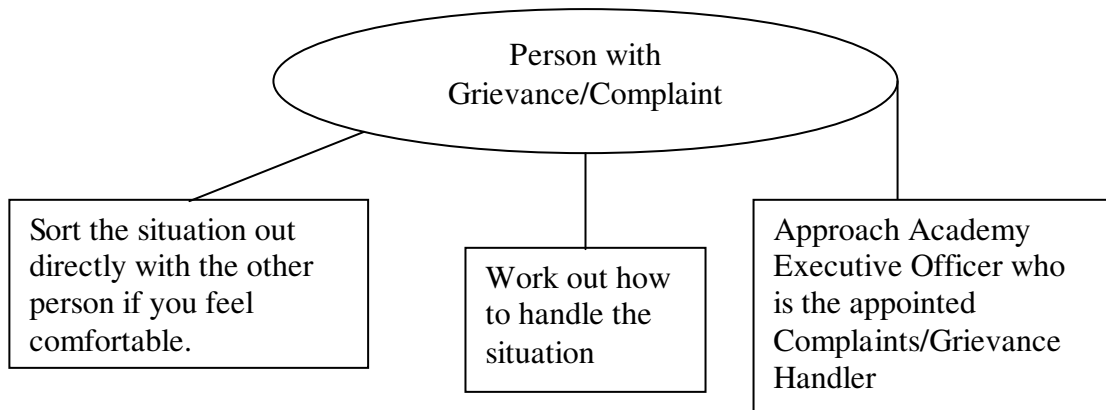 Person with
Grievance/Complaint
Sort the situation out
directly with the other
person if you feel
comfortable.
Work out how
to handle the
situation
Approach Academy
Executive Officer who
is the appointed
Complaints/Grievance
Handler